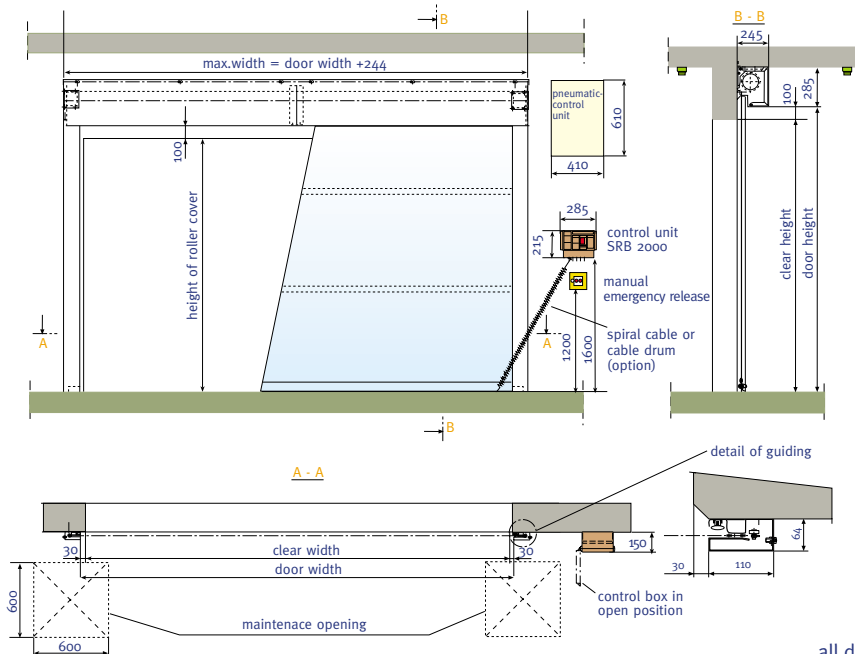 B
B - B
245
max.width = door width +244
pneumatic-
control
unit
610
410
100
285
100
height of roller cover
clear height
door height
285
215
control unit
SRB 2000
manual
emergency release
spiral cable or
cable drum
(option)
1200
1600
A
A
B
A - A
detail of guiding
30
clear width
30
door width
150
64
30
110
control box in
open position
600
maintenace opening
600
all d